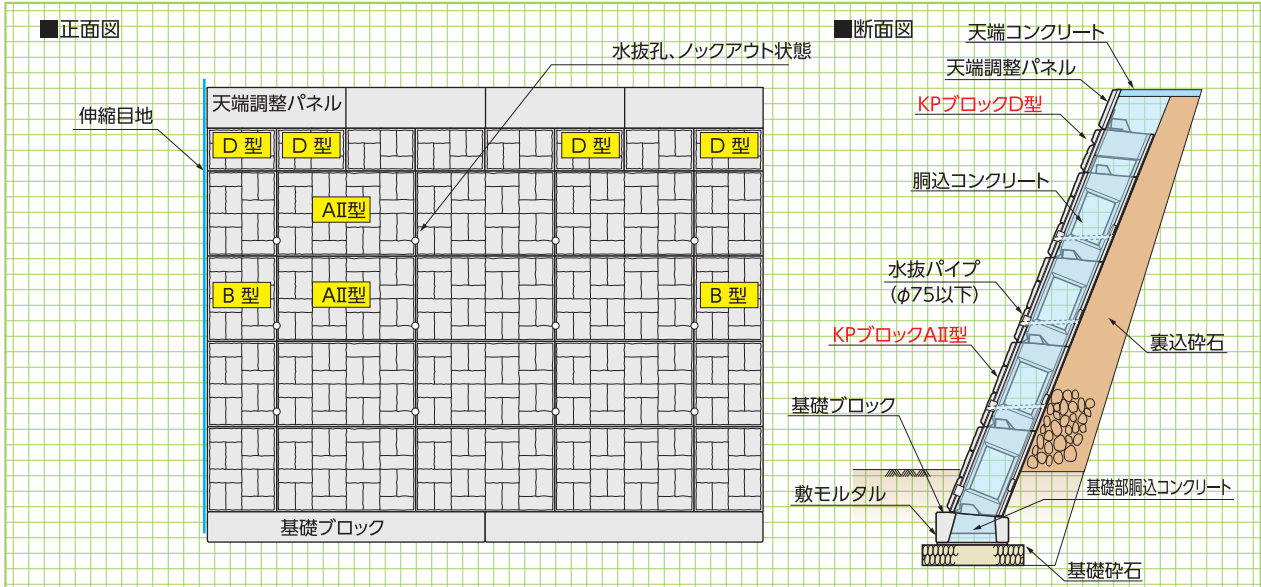 ■正面図
水抜孔、ノックアウト状態
伸縮目地
天端調整パネル
D 型
D 型
D 型
D 型
AⅡ型
B 型
AⅡ型
B 型
基礎ブロック
■断面図
天端コンクリート
天端調整パネル
KPブロックD型
胴込コンクリート
水抜パイプ
(φ75以下)
KPブロックAⅡ型
裏込砕石
基礎ブロック
敷モルタル
基礎部胴込コンクリート
基礎砕石